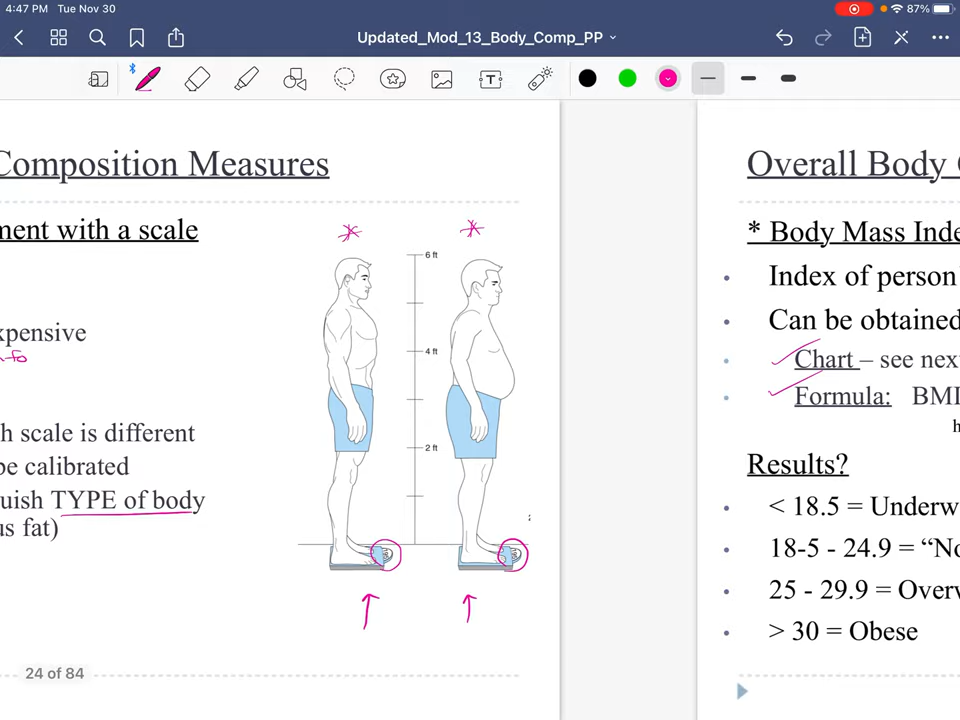 4:47 PM Tue Nov 30
87%
Updated_Mod_13_Body_Comp_PP
T
Composition Measures
ment with a scale
xpensive
h scale is different
be calibrated
uish TYPE of body
us fat)
6 ft
4 ft
2 ft
24 of 84
Overall Body C
* Body Mass Inde
Index of person'
Can be obtained
Chart – see next
Formula: BMI
h
Results?
< 18.5 = Underw
18-5 - 24.9 = “No
25 - 29.9 = Overw
> 30 = Obese